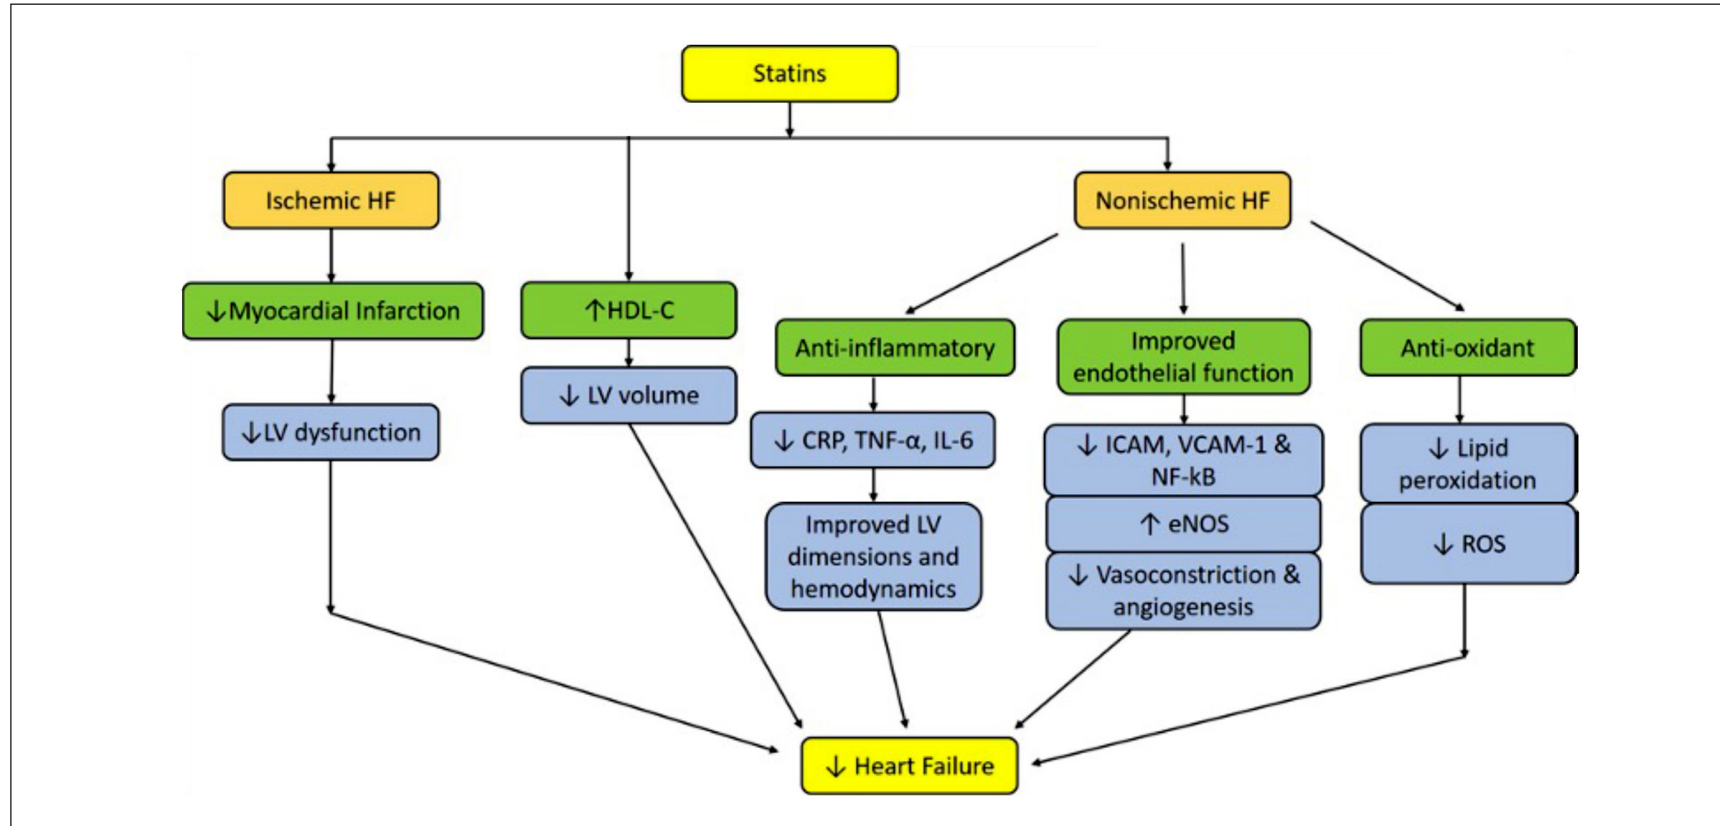 Statins
Ischemic HF
Nonischemic HF
↓Myocardial Infarction
↑HDL-C
Anti-inflammatory
Improved
endothelial function
Anti-oxidant
↓LV dysfunction
↓ LV volume
↓ CRP, TNF-α, IL-6
↓ ICAM, VCAM-1 &
NF-kB
↓ Lipid
peroxidation
Improved LV
dimensions and
hemodynamics
↑ eNOS
↓ ROS
↓ Vasoconstriction &
angiogenesis
↓ Heart Failure